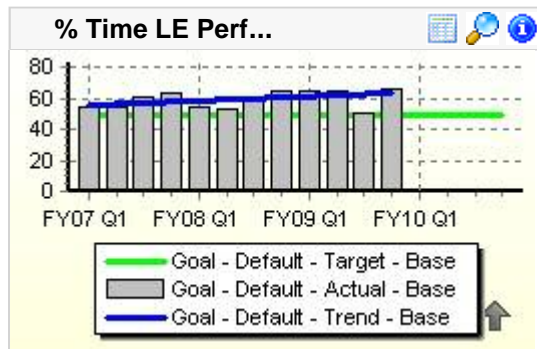 % Time LE Perf...
80
60
40
20
0
FY07 Q1 FY08 Q1 FY09 Q1 FY10 Q1
Goal - Default - Target - Base
Goal - Default - Actual - Base
Goal - Default - Trend - Base